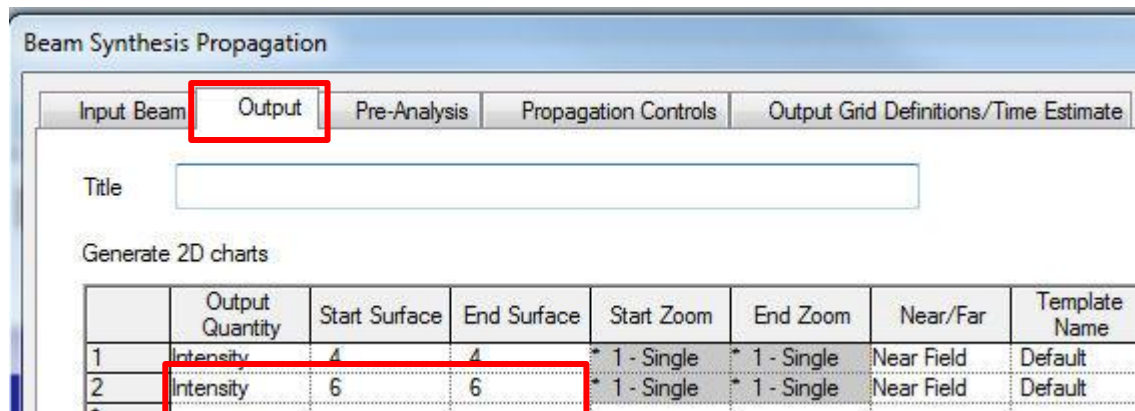 Beam Synthesis Propagation
Input Beam Output Pre-Analysis Propagation Controls Output Grid Definitions/Time Estimate
Title
Generate 2D charts
Output Quantity Start Surface End Surface Start Zoom End Zoom Near/Far Template Name
1 Intensity 4 4 * 1 - Single * 1 - Single Near Field Default
2 Intensity 6 6 * 1 - Single * 1 - Single Near Field Default